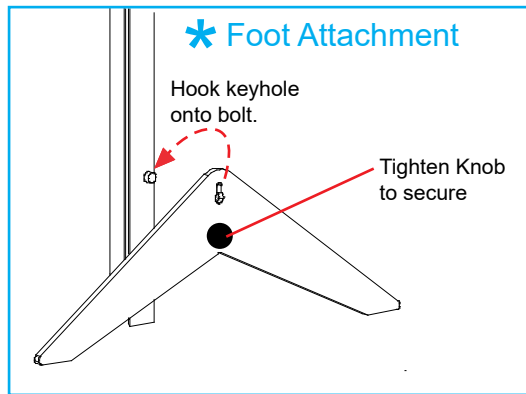 * Foot Attachment
Hook keyhole
onto bolt.
Tighten Knob
to secure